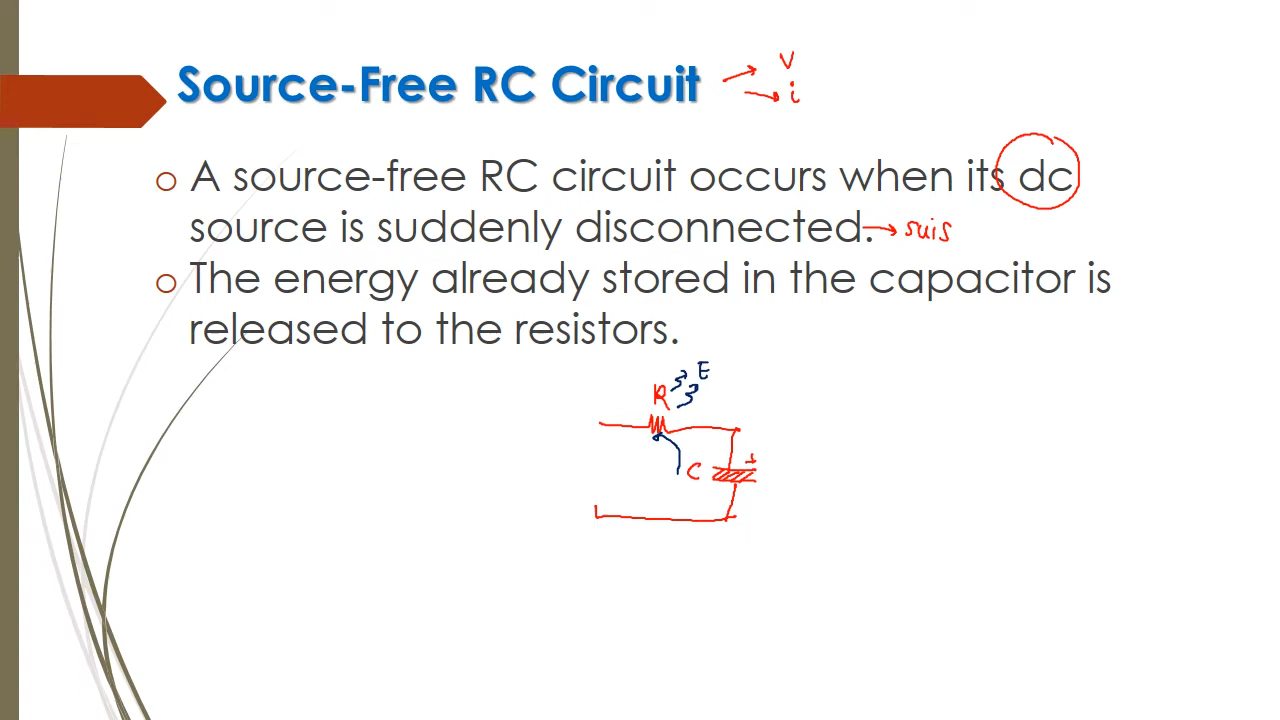 Source-Free RC Circuit
V
i
o A source-free RC circuit occurs when its dc
source is suddenly disconnected. → suis
o The energy already stored in the capacitor is
released to the resistors.
E
R
C
+